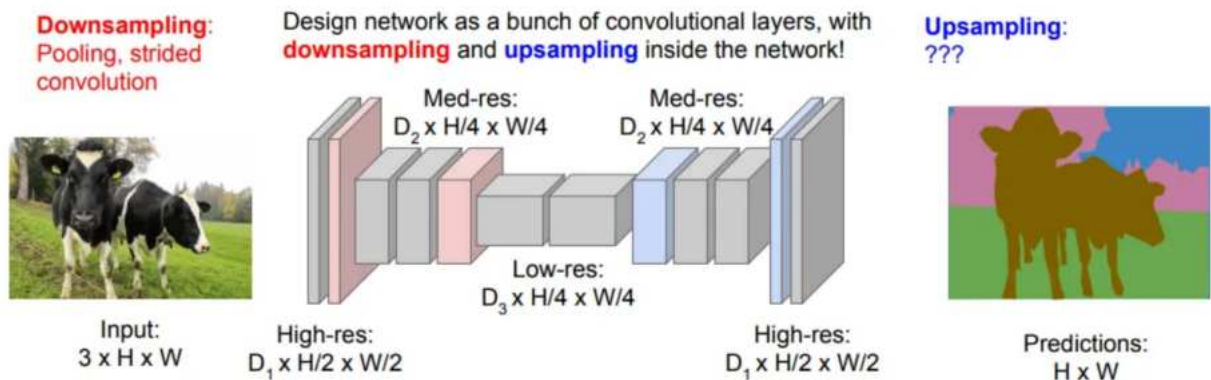 Downsampling:
Pooling, strided
convolution
Design network as a bunch of convolutional layers, with
downsampling and upsampling inside the network!
Upsampling:
???
Med-res:
D₂ x H/4 x W/4
Med-res:
D₂ x H/4 x W/4
Low-res:
D₃ x H/4 x W/4
Input:
3 x H x W
High-res:
D₁ x H/2 x W/2
High-res:
D₁ x H/2 x W/2
Predictions:
H x W